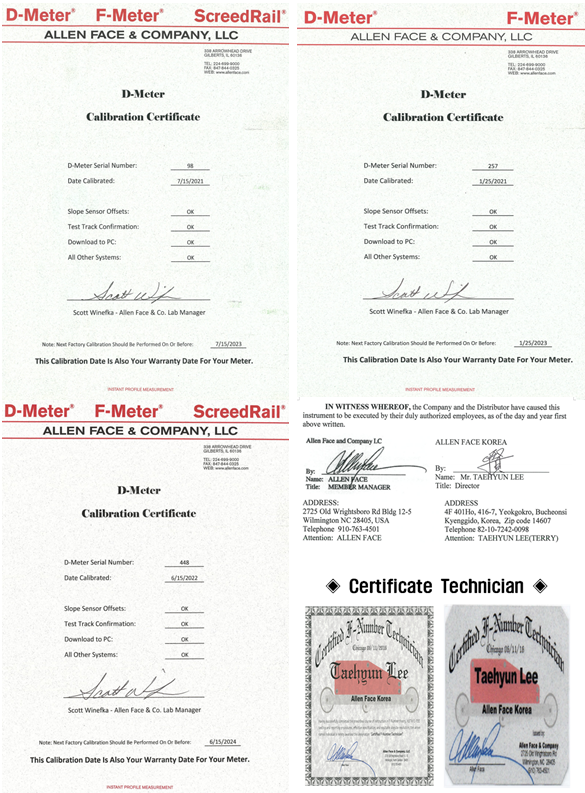 D-Meter® F-Meter® ScreedRail®
ALLEN FACE & COMPANY, LLC
GILBERTS, IL 60136
TEL: 224-699-9000
FAX: 847-844-0325
WEB: www.allenface.com
D-Meter
Calibration Certificate
D-Meter Serial Number: 98
Date Calibrated: 7/15/2021
Slope Sensor Offsets: OK
Test Track Confirmation: OK
Download to PC: OK
All Other Systems: OK
Scott Winefka - Allen Face & Co. Lab Manager
Note: Next Factory Calibration Should Be Performed On Or Before: 7/15/2023
This Calibration Date Is Also Your Warranty Date For Your Meter.
INSTANT PROFILE MEASUREMENT
D-Meter® F-Meter®
ALLEN FACE & COMPANY, LLC
GILBERTS, IL 60136
TEL: 224-699-9000
FAX: 847-844-0325
WEB: www.allenface.com
D-Meter
Calibration Certificate
D-Meter Serial Number: 257
Date Calibrated: 1/25/2021
Slope Sensor Offsets: OK
Test Track Confirmation: OK
Download to PC: OK
All Other Systems: OK
Scott Winefka - Allen Face & Co. Lab Manager
Note: Next Factory Calibration Should Be Performed On Or Before: 1/25/2023
This Calibration Date Is Also Your Warranty Date For Your Meter.
INSTANT PROFILE MEASUREMENT
D-Meter® F-Meter® ScreedRail®
ALLEN FACE & COMPANY, LLC
GILBERTS, IL 60136
TEL: 224-699-9000
FAX: 847-844-0325
WEB: www.allenface.com
D-Meter
Calibration Certificate
D-Meter Serial Number: 448
Date Calibrated: 6/15/2022
Slope Sensor Offsets: OK
Test Track Confirmation: OK
Download to PC: OK
All Other Systems: OK
Scott Winefka - Allen Face & Co. Lab Manager
Note: Next Factory Calibration Should Be Performed On Or Before: 6/15/2024
This Calibration Date Is Also Your Warranty Date For Your Meter.
INSTANT PROFILE MEASUREMENT
IN WITNESS WHEREOF, the Company and the Distributor have caused this
instrument to be executed by their duly authorized employees, as of the day and year first
above written.
Allen Face and Company LC
By:
Name: ALLEN FACE
Title: MEMBER MANAGER
ADDRESS:
2725 Old Wrightsboro Rd Bldg 12-5
Wilmington NC 28405, USA
Telephone 910-763-4501
Attention: ALLEN FACE
ALLEN FACE KOREA
By:
Name: Mr. TAEHYUN LEE
Title: Director
ADDRESS
4F 401Ho, 416-7, Yeokgokro, Bucheonsi
Kyenggido, Korea, Zip code 14607
Telephone 82-10-7242-0098
Attention: TAEHYUN LEE(TERRY)
◈ Certificate Technician ◈
Certified F-Number Technician
Chicago 06/11/2018
Taehyun Lee
Allen Face Korea
Certified F-Number Technician
Chicago 06/11/18
Taehyun Lee
Allen Face Korea
issued by
Allen Face & Company
2725 Old Wrightsboro Rd
Wilmington, NC 28405
(910) 763-4501
Allen Face